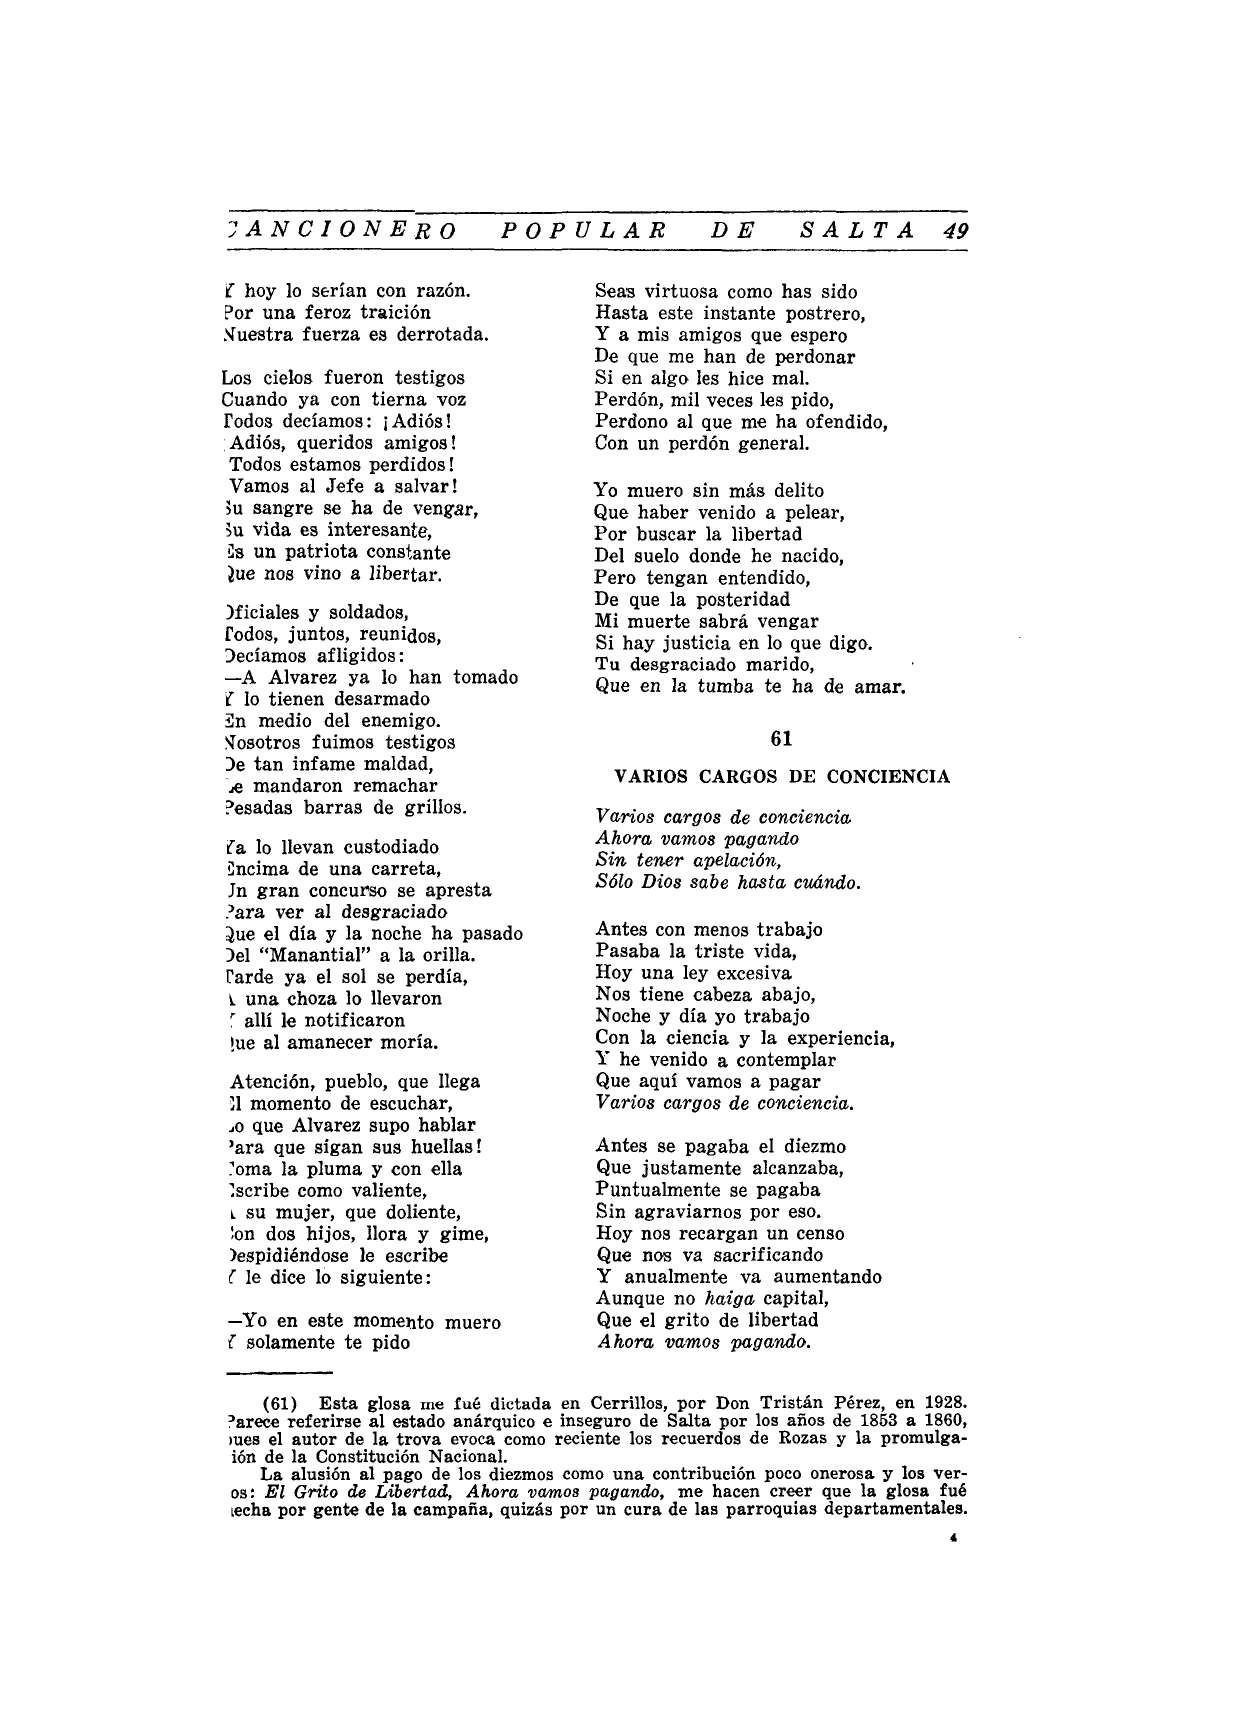 CANCIONERO POPULAR DE SALTA 49
Y hoy lo serían con razón.
Por una feroz traición
Nuestra fuerza es derrotada.
Los cielos fueron testigos
Cuando ya con tierna voz
Todos decíamos: ¡Adiós!
Adiós, queridos amigos!
Todos estamos perdidos!
Vamos al Jefe a salvar!
Su sangre se ha de vengar,
Su vida es interesante,
Es un patriota constante
Que nos vino a libertar.
Oficiales y soldados,
Todos, juntos, reunidos,
Decíamos afligidos:
—A Alvarez ya lo han tomado
Y lo tienen desarmado
En medio del enemigo.
Nosotros fuimos testigos
De tan infame maldad,
Le mandaron remachar
Pesadas barras de grillos.
Ya lo llevan custodiado
Encima de una carreta,
Un gran concurso se apresta
Para ver al desgraciado
Que el día y la noche ha pasado
Del “Manantial” a la orilla.
Tarde ya el sol se perdía,
A una choza lo llevaron
Y allí le notificaron
Que al amanecer moría.
Atención, pueblo, que llega
El momento de escuchar,
Lo que Alvarez supo hablar
Para que sigan sus huellas!
Toma la pluma y con ella
Escribe como valiente,
A su mujer, que doliente,
Con dos hijos, llora y gime,
Despidiéndose le escribe
Y le dice lo siguiente:
—Yo en este momento muero
Y solamente te pido
Seas virtuosa como has sido
Hasta este instante postrero,
Y a mis amigos que espero
De que me han de perdonar
Si en algo les hice mal.
Perdón, mil veces les pido,
Perdono al que me ha ofendido,
Con un perdón general.
Yo muero sin más delito
Que haber venido a pelear,
Por buscar la libertad
Del suelo donde he nacido,
Pero tengan entendido,
De que la posteridad
Mi muerte sabrá vengar
Si hay justicia en lo que digo.
Tu desgraciado marido,
Que en la tumba te ha de amar.
61
VARIOS CARGOS DE CONCIENCIA
Varios cargos de conciencia
Ahora vamos pagando
Sin tener apelación,
Sólo Dios sabe hasta cuándo.
Antes con menos trabajo
Pasaba la triste vida,
Hoy una ley excesiva
Nos tiene cabeza abajo,
Noche y día yo trabajo
Con la ciencia y la experiencia,
Y he venido a contemplar
Que aquí vamos a pagar
Varios cargos de conciencia.
Antes se pagaba el diezmo
Que justamente alcanzaba,
Puntualmente se pagaba
Sin agraviarnos por eso.
Hoy nos recargan un censo
Que nos va sacrificando
Y anualmente va aumentando
Aunque no haiga capital,
Que el grito de libertad
Ahora vamos pagando.
(61) Esta glosa me fué dictada en Cerrillos, por Don Tristán Pérez, en 1928.
Parece referirse al estado anárquico e inseguro de Salta por los años de 1853 a 1860,
pues el autor de la trova evoca como reciente los recuerdos de Rozas y la promulga-
ión de la Constitución Nacional.
La alusión al pago de los diezmos como una contribución poco onerosa y los ver-
os: El Grito de Libertad, Ahora vamos pagando, me hacen creer que la glosa fué
hecha por gente de la campaña, quizás por un cura de las parroquias departamentales.
4